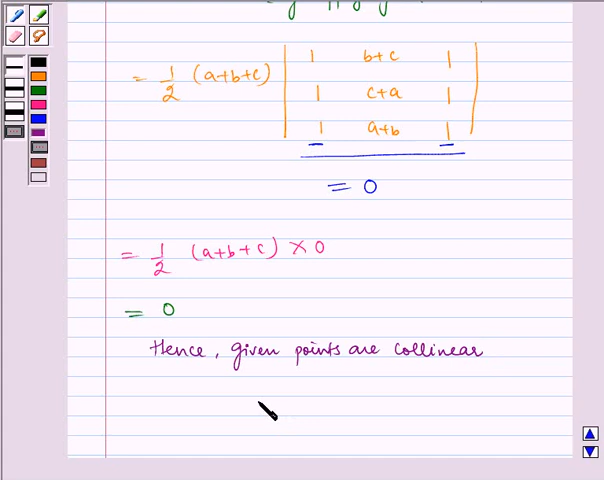 = 1/2 (a+b+c) | 1 b+c 1 |
| 1 c+a 1 |
| 1 a+b 1 |
= 0
= 1/2 (a+b+c) × 0
= 0
Hence, given points are collinear